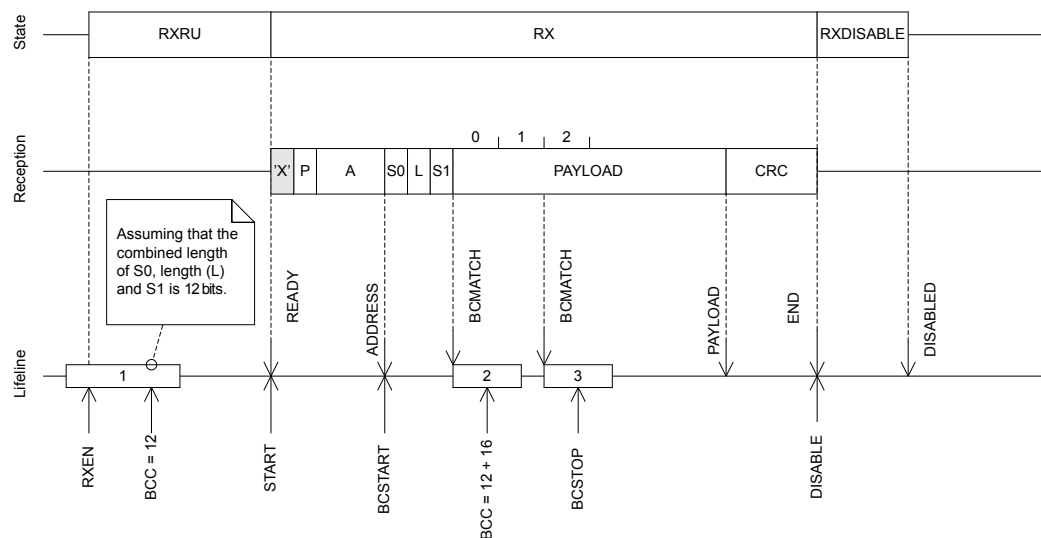 State
RXRU
RX
RXDISABLE
0
1
2
Reception
'X'
P
A
S0
L
S1
PAYLOAD
CRC
Assuming that the
combined length
of S0, length (L)
and S1 is 12 bits.
READY
ADDRESS
BCMATCH
BCMATCH
PAYLOAD
END
DISABLED
Lifeline
1
2
3
RXEN
BCC = 12
START
BCSTART
BCC = 12 + 16
BCSTOP
DISABLE